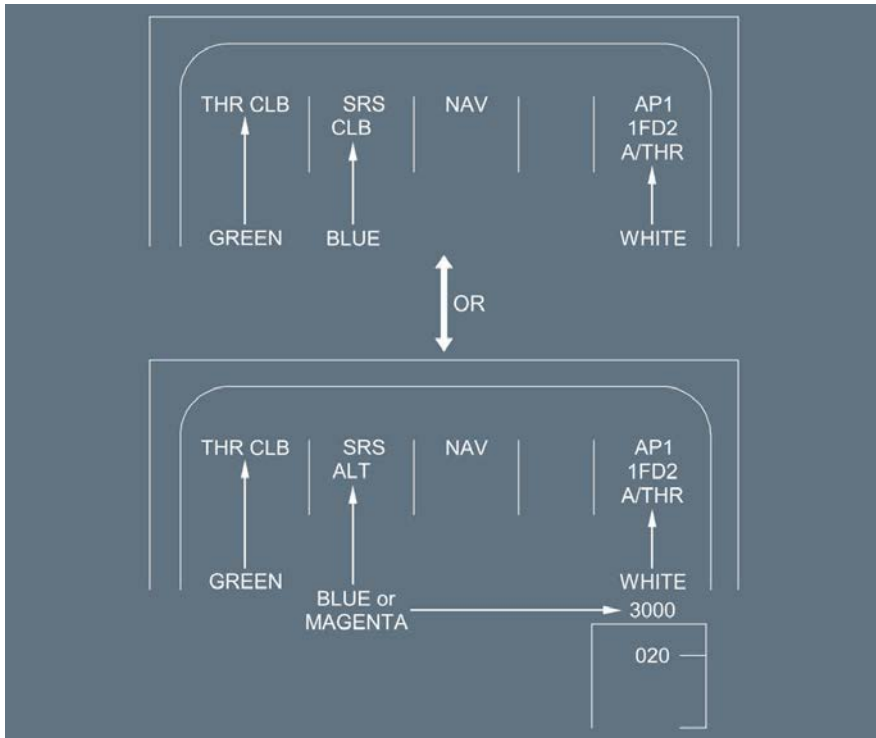 THR CLB SRS NAV AP1
CLB 1FD2
A/THR
GREEN BLUE WHITE
OR
THR CLB SRS NAV AP1
ALT 1FD2
A/THR
GREEN WHITE
BLUE or 3000
MAGENTA
020